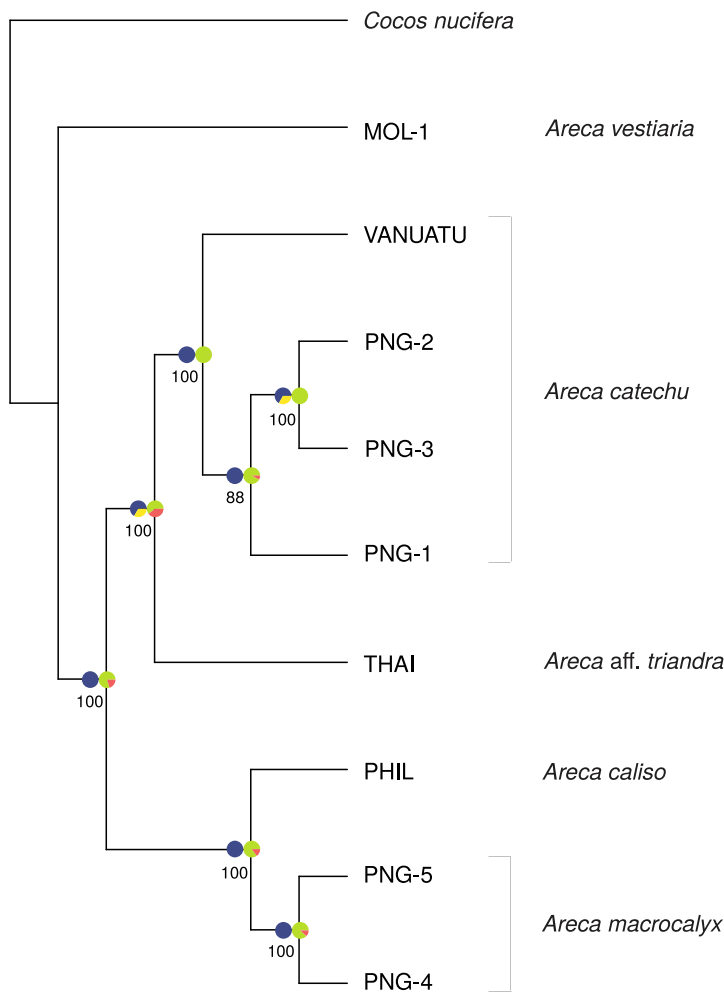 Cocos nucifera
MOL-1 Areca vestiaria
VANUATU
100
PNG-2
Areca catechu
100
PNG-3
88
100
PNG-1
THAI Areca aff. triandra
100
PHIL Areca caliso
100
PNG-5
Areca macrocalyx
100
PNG-4